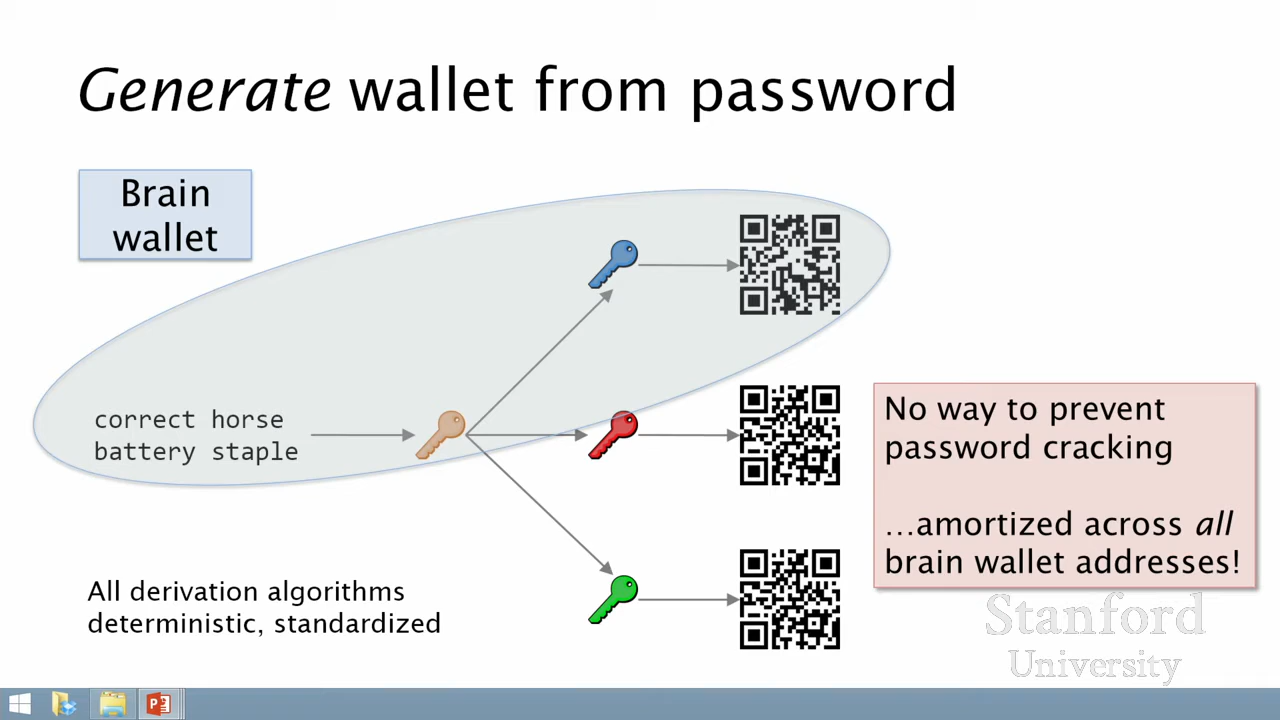 Generate wallet from password
Brain
wallet
correct horse
battery staple
No way to prevent
password cracking
…amortized across all
brain wallet addresses!
All derivation algorithms
deterministic, standardized
Stanford
University